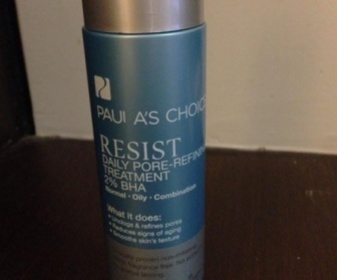 PAULA'S CHOICE
RESIST
DAILY PORE-REFINING
TREATMENT
2% BHA
Normal • Oily • Combination
What it does:
• Unclogs & refines pores
• Reduces signs of aging
• Smooths skin's texture